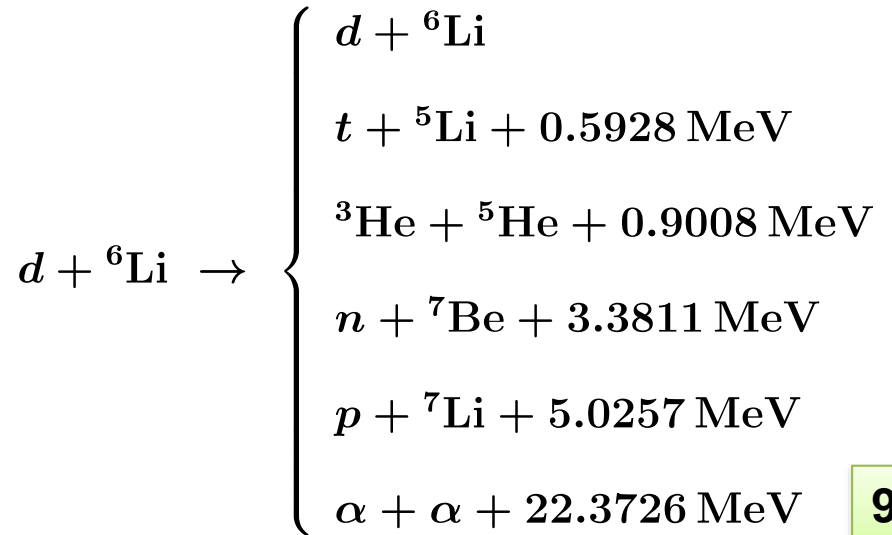 d + ⁶Li
t + ⁵Li + 0.5928 MeV
³He + ⁵He + 0.9008 MeV
d + ⁶Li →
n + ⁷Be + 3.3811 MeV
p + ⁷Li + 5.0257 MeV
α + α + 22.3726 MeV
9